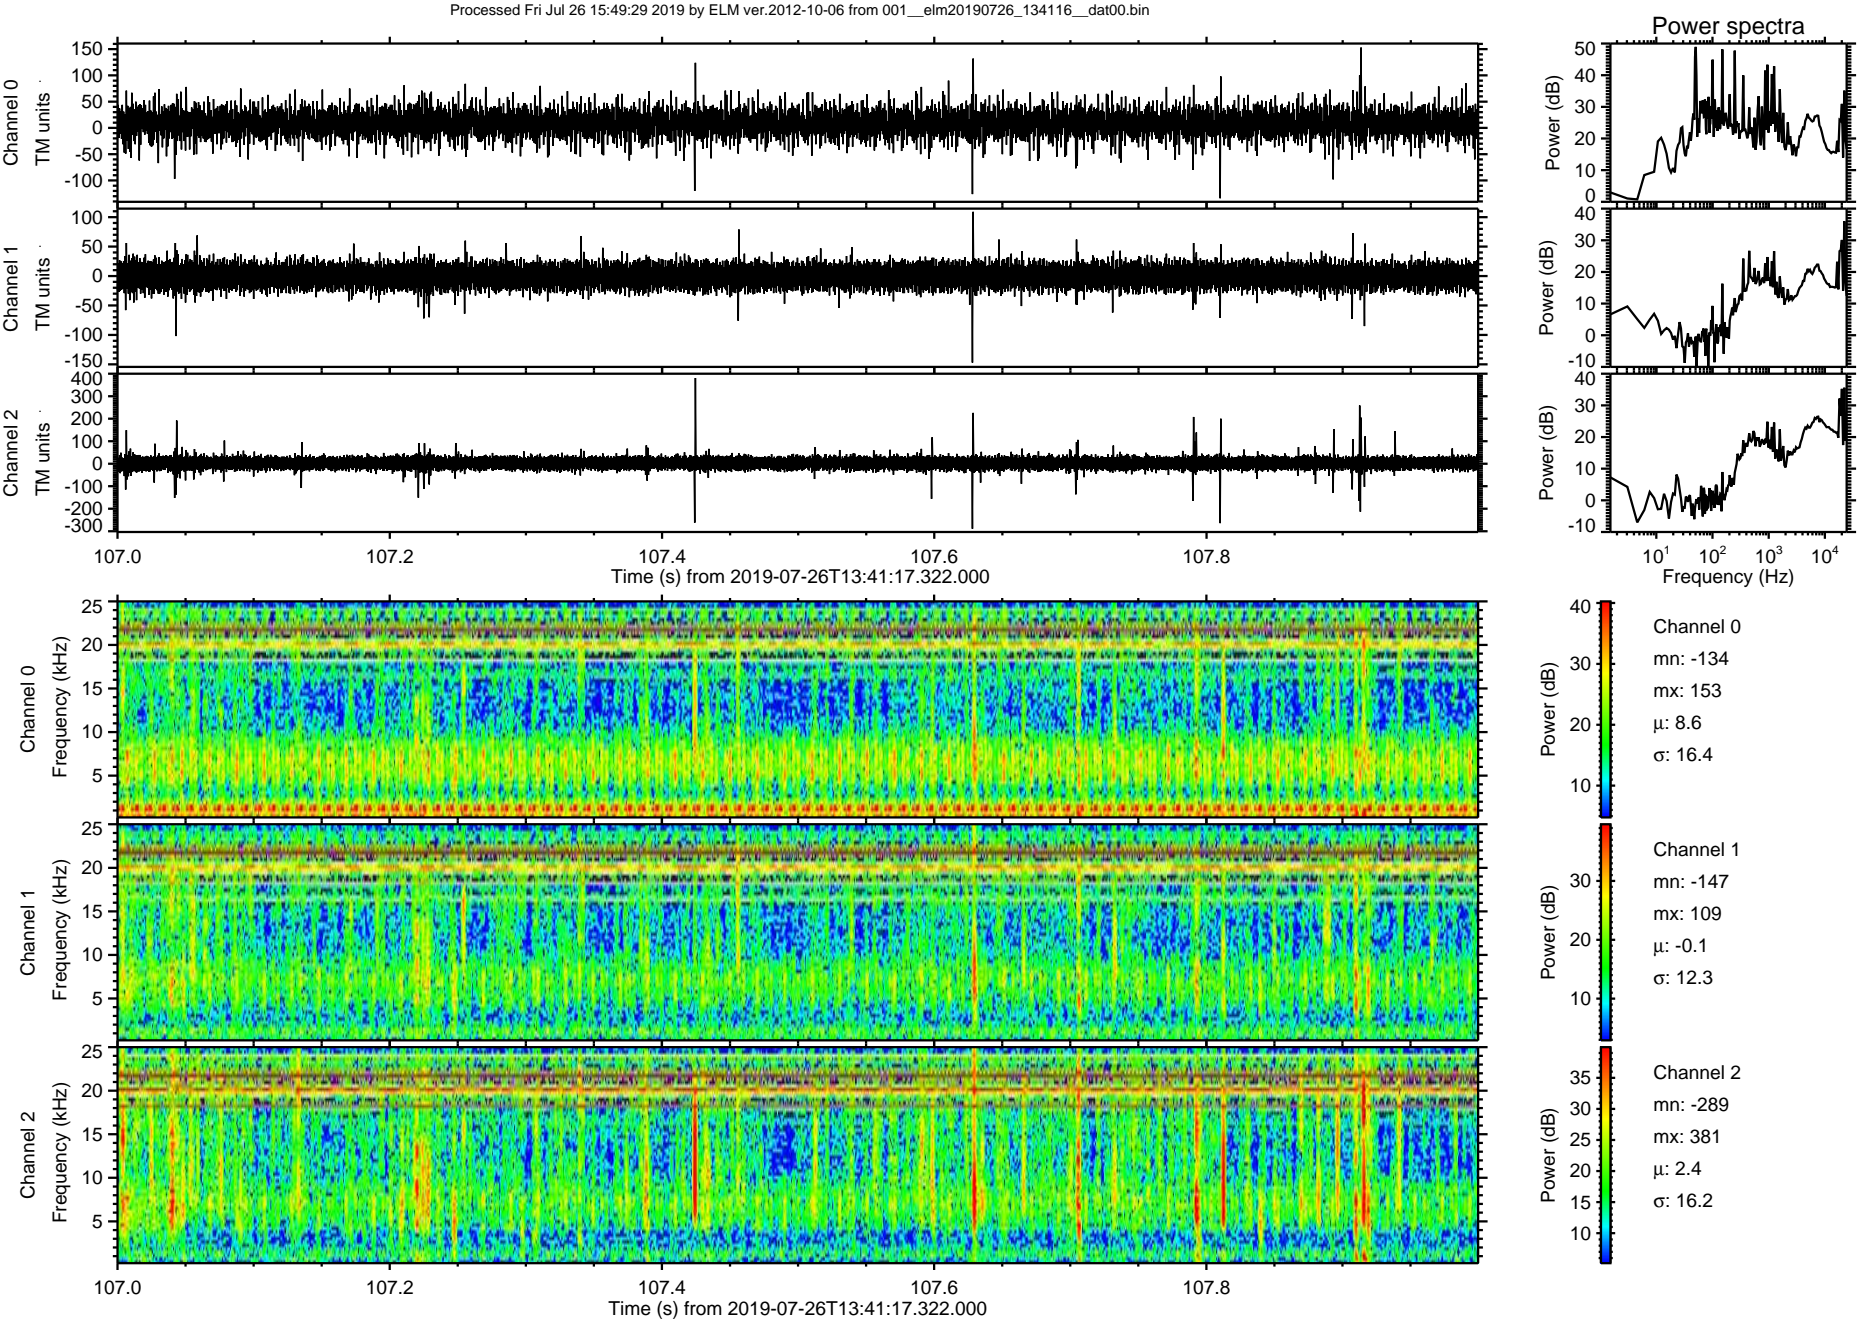 Processed Fri Jul 26 15:49:29 2019 by ELM ver.2012-10-06 from 001__elm20190726_134116__dat00.bin
Power spectra
Channel 0
TM units
150
100
50
0
-50
-100
Power (dB)
50
40
30
20
10
0
Channel 1
TM units
100
50
0
-50
-100
-150
Power (dB)
40
30
20
10
0
-10
Channel 2
TM units
400
300
200
100
0
-100
-200
-300
Power (dB)
40
30
20
10
0
-10
107.0 107.2 107.4 107.6 107.8
Time (s) from 2019-07-26T13:41:17.322.000
10¹ 10² 10³ 10⁴
Frequency (Hz)
Channel 0
Frequency (kHz)
25
20
15
10
5
Power (dB)
40
30
20
10
Channel 0
mn: -134
mx: 153
μ: 8.6
σ: 16.4
Channel 1
Frequency (kHz)
25
20
15
10
5
Power (dB)
30
20
10
Channel 1
mn: -147
mx: 109
μ: -0.1
σ: 12.3
Channel 2
Frequency (kHz)
25
20
15
10
5
Power (dB)
35
30
25
20
15
10
Channel 2
mn: -289
mx: 381
μ: 2.4
σ: 16.2
107.0 107.2 107.4 107.6 107.8
Time (s) from 2019-07-26T13:41:17.322.000